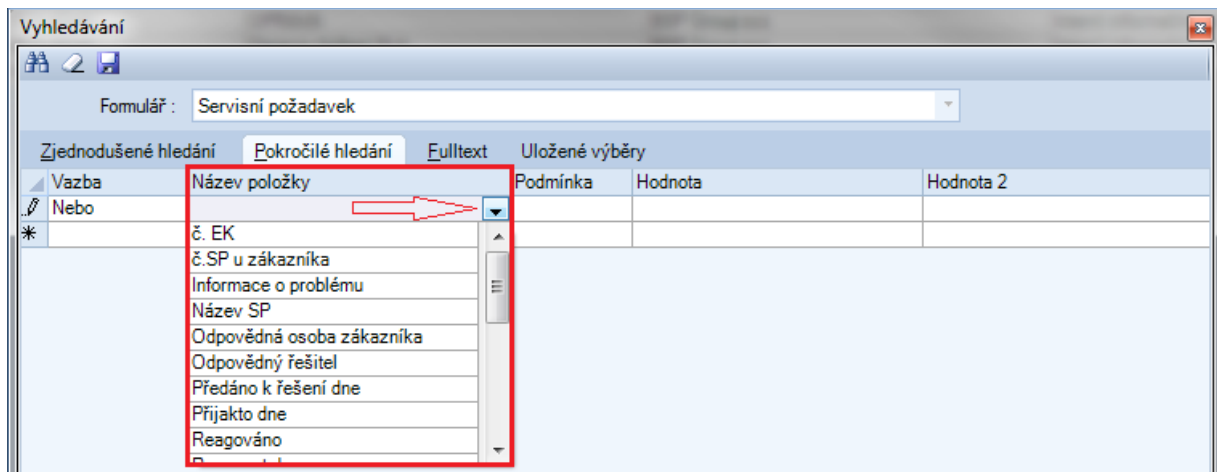 Vyhledávání
Formulář : Servisní požadavek
Zjednodušené hledání Pokročilé hledání Fulltext Uložené výběry
Vazba Název položky Podmínka Hodnota Hodnota 2
Nebo
č. EK
č.SP u zákazníka
Informace o problému
Název SP
Odpovědná osoba zákazníka
Odpovědný řešitel
Předáno k řešení dne
Přijakto dne
Reagováno